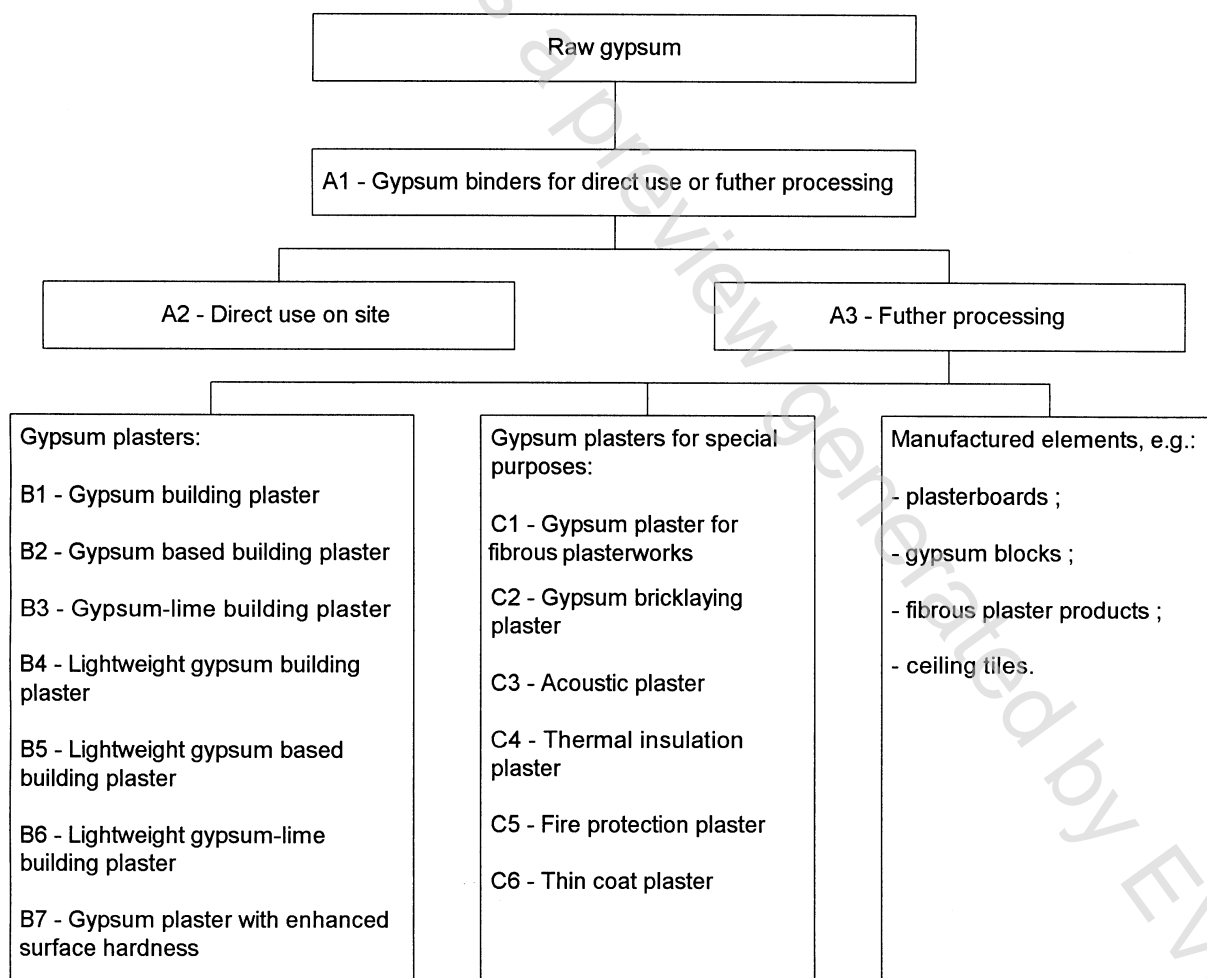 Raw gypsum
A1 - Gypsum binders for direct use or futher processing
A2 - Direct use on site
A3 - Futher processing
Gypsum plasters:
B1 - Gypsum building plaster
B2 - Gypsum based building plaster
B3 - Gypsum-lime building plaster
B4 - Lightweight gypsum building
plaster
B5 - Lightweight gypsum based
building plaster
B6 - Lightweight gypsum-lime
building plaster
B7 - Gypsum plaster with enhanced
surface hardness
Gypsum plasters for special
purposes:
C1 - Gypsum plaster for
fibrous plasterworks
C2 - Gypsum bricklaying
plaster
C3 - Acoustic plaster
C4 - Thermal insulation
plaster
C5 - Fire protection plaster
C6 - Thin coat plaster
Manufactured elements, e.g.:
- plasterboards ;
- gypsum blocks ;
- fibrous plaster products ;
- ceiling tiles.
a preview generated by EV